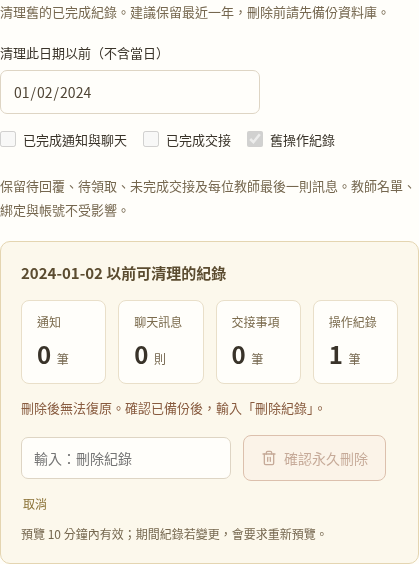 清理舊的已完成紀錄。建議保留最近一年，刪除前請先備份資料庫。
清理此日期以前（不含當日）
01/02/2024
已完成通知與聊天 已完成交接 舊操作紀錄
保留待回覆、待領取、未完成交接及每位教師最後一則訊息。教師名單、
綁定與帳號不受影響。
2024-01-02 以前可清理的紀錄
通知 聊天訊息 交接事項 操作紀錄
0 筆 0 則 0 筆 1 筆
刪除後無法復原。確認已備份後，輸入「刪除紀錄」。
輸入：刪除紀錄 確認永久刪除
取消
預覽 10 分鐘內有效；期間紀錄若變更，會要求重新預覽。